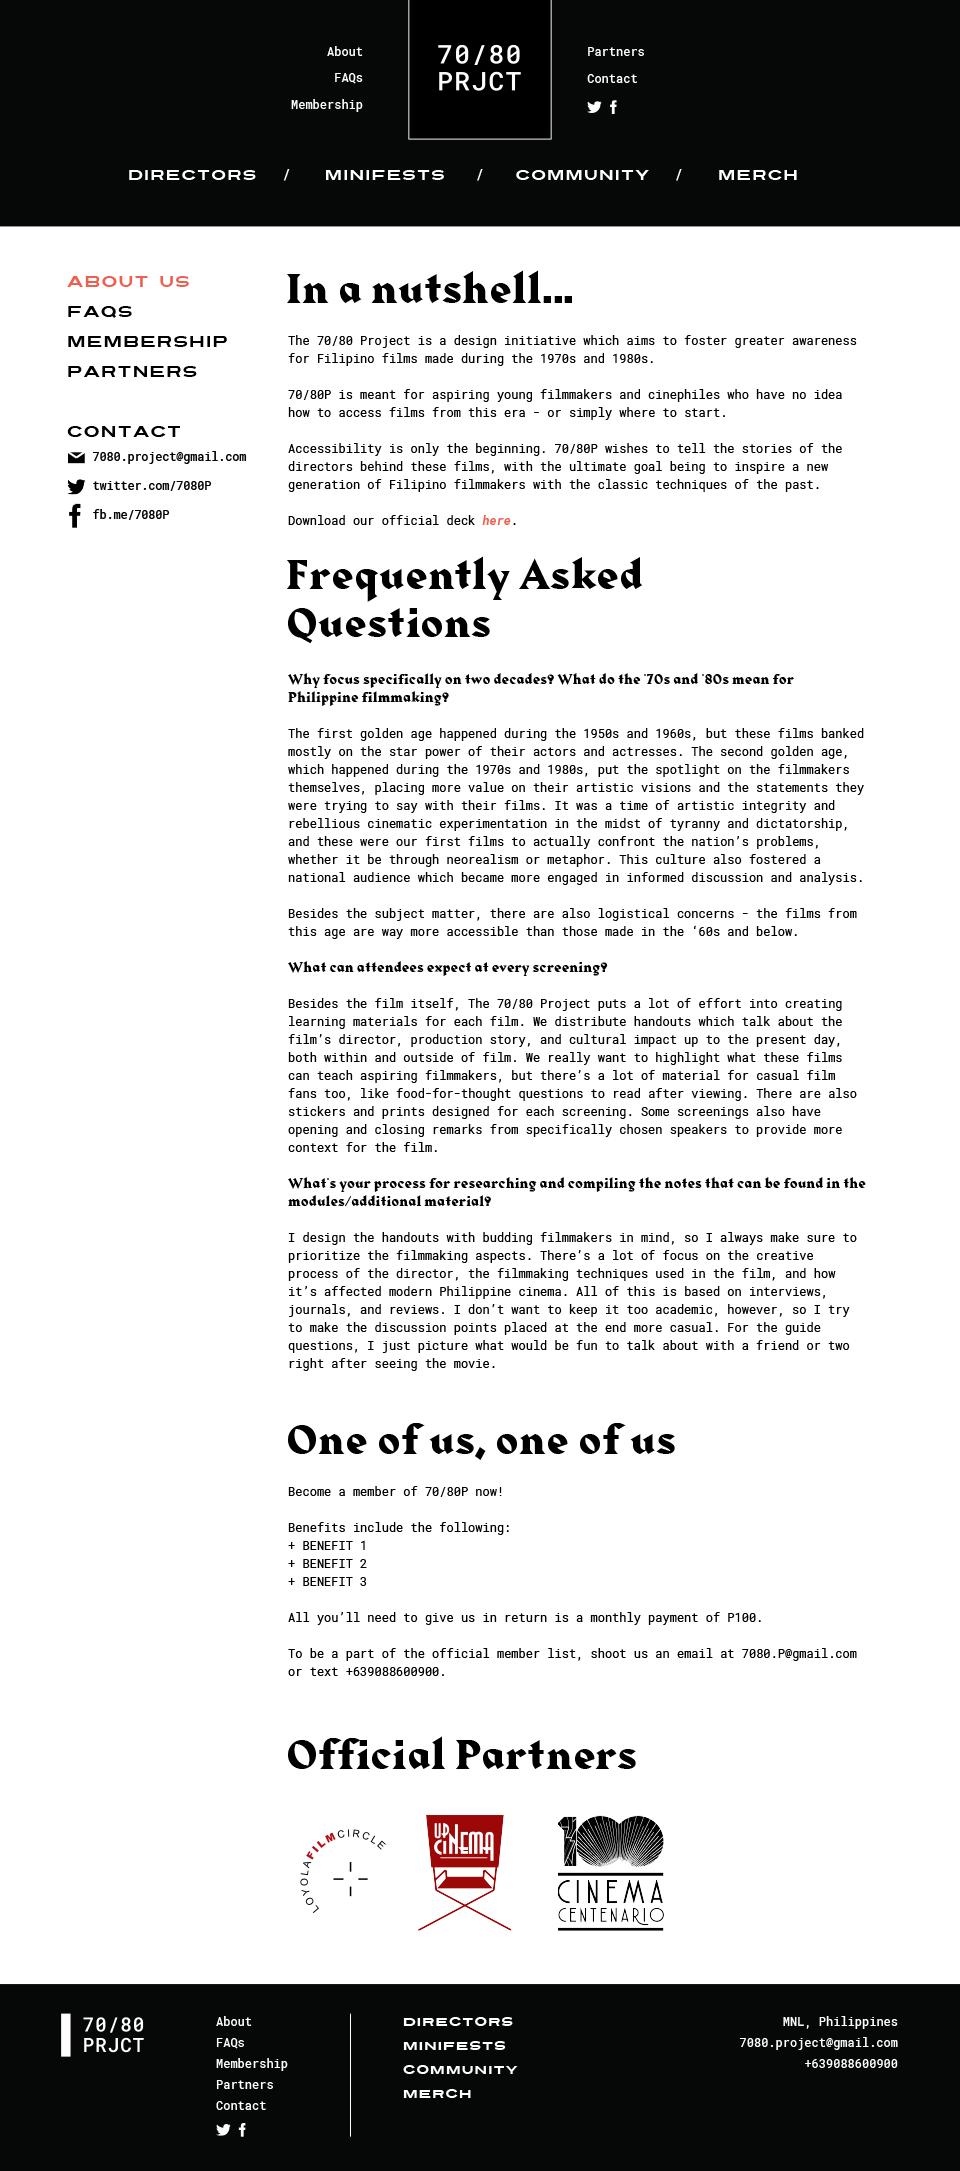 About
FAQs
Membership
70/80
PRJCT
Partners
Contact
DIRECTORS / MINIFESTS / COMMUNITY / MERCH
ABOUT US
FAQS
MEMBERSHIP
PARTNERS
CONTACT
7080.project@gmail.com
twitter.com/7080P
fb.me/7080P
In a nutshell...
The 70/80 Project is a design initiative which aims to foster greater awareness
for Filipino films made during the 1970s and 1980s.
70/80P is meant for aspiring young filmmakers and cinephiles who have no idea
how to access films from this era - or simply where to start.
Accessibility is only the beginning. 70/80P wishes to tell the stories of the
directors behind these films, with the ultimate goal being to inspire a new
generation of Filipino filmmakers with the classic techniques of the past.
Download our official deck here.
Frequently Asked
Questions
Why focus specifically on two decades? What do the '70s and '80s mean for
Philippine filmmaking?
The first golden age happened during the 1950s and 1960s, but these films banked
mostly on the star power of their actors and actresses. The second golden age,
which happened during the 1970s and 1980s, put the spotlight on the filmmakers
themselves, placing more value on their artistic visions and the statements they
were trying to say with their films. It was a time of artistic integrity and
rebellious cinematic experimentation in the midst of tyranny and dictatorship,
and these were our first films to actually confront the nation’s problems,
whether it be through neorealism or metaphor. This culture also fostered a
national audience which became more engaged in informed discussion and analysis.
Besides the subject matter, there are also logistical concerns - the films from
this age are way more accessible than those made in the ‘60s and below.
What can attendees expect at every screening?
Besides the film itself, The 70/80 Project puts a lot of effort into creating
learning materials for each film. We distribute handouts which talk about the
film’s director, production story, and cultural impact up to the present day,
both within and outside of film. We really want to highlight what these films
can teach aspiring filmmakers, but there’s a lot of material for casual film
fans too, like food-for-thought questions to read after viewing. There are also
stickers and prints designed for each screening. Some screenings also have
opening and closing remarks from specifically chosen speakers to provide more
context for the film.
What's your process for researching and compiling the notes that can be found in the
modules/additional material?
I design the handouts with budding filmmakers in mind, so I always make sure to
prioritize the filmmaking aspects. There’s a lot of focus on the creative
process of the director, the filmmaking techniques used in the film, and how
it’s affected modern Philippine cinema. All of this is based on interviews,
journals, and reviews. I don’t want to keep it too academic, however, so I try
to make the discussion points placed at the end more casual. For the guide
questions, I just picture what would be fun to talk about with a friend or two
right after seeing the movie.
One of us, one of us
Become a member of 70/80P now!
Benefits include the following:
+ BENEFIT 1
+ BENEFIT 2
+ BENEFIT 3
All you’ll need to give us in return is a monthly payment of P100.
To be a part of the official member list, shoot us an email at 7080.P@gmail.com
or text +639088600900.
Official Partners
LOYOLAFILMCIRCLE
UP
CINEMA
100
CINEMA
CENTENARIO
70/80
PRJCT
About
FAQs
Membership
Partners
Contact
DIRECTORS
MINIFESTS
COMMUNITY
MERCH
MNL, Philippines
7080.project@gmail.com
+639088600900